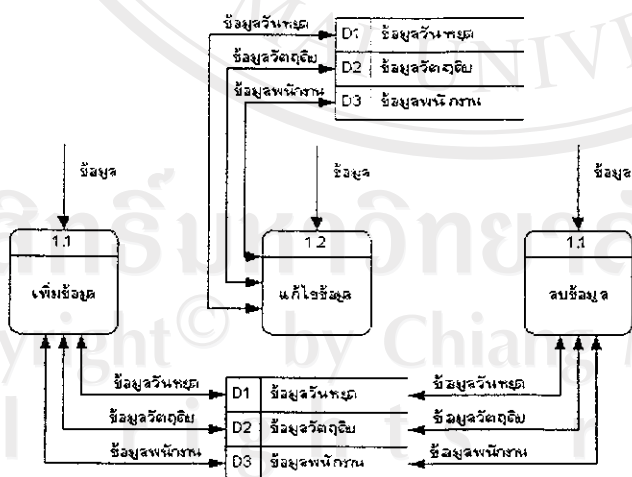 ข้อมูลวันหยุด
D1 ข้อมูลวันหยุด
ข้อมูลวัตถุดิบ
D2 ข้อมูลวัตถุดิบ
ข้อมูลพนักงาน
D3 ข้อมูลพนักงาน
ข้อมูล
ข้อมูล
ข้อมูล
1.1
1.2
1.1
เพิ่มข้อมูล
แก้ไขข้อมูล
ลบข้อมูล
ข้อมูลวันหยุด
D1 ข้อมูลวันหยุด
ข้อมูลวันหยุด
ข้อมูลวัตถุดิบ
D2 ข้อมูลวัตถุดิบ
ข้อมูลวัตถุดิบ
ข้อมูลพนักงาน
D3 ข้อมูลพนักงาน
ข้อมูลพนักงาน
© by Chiang